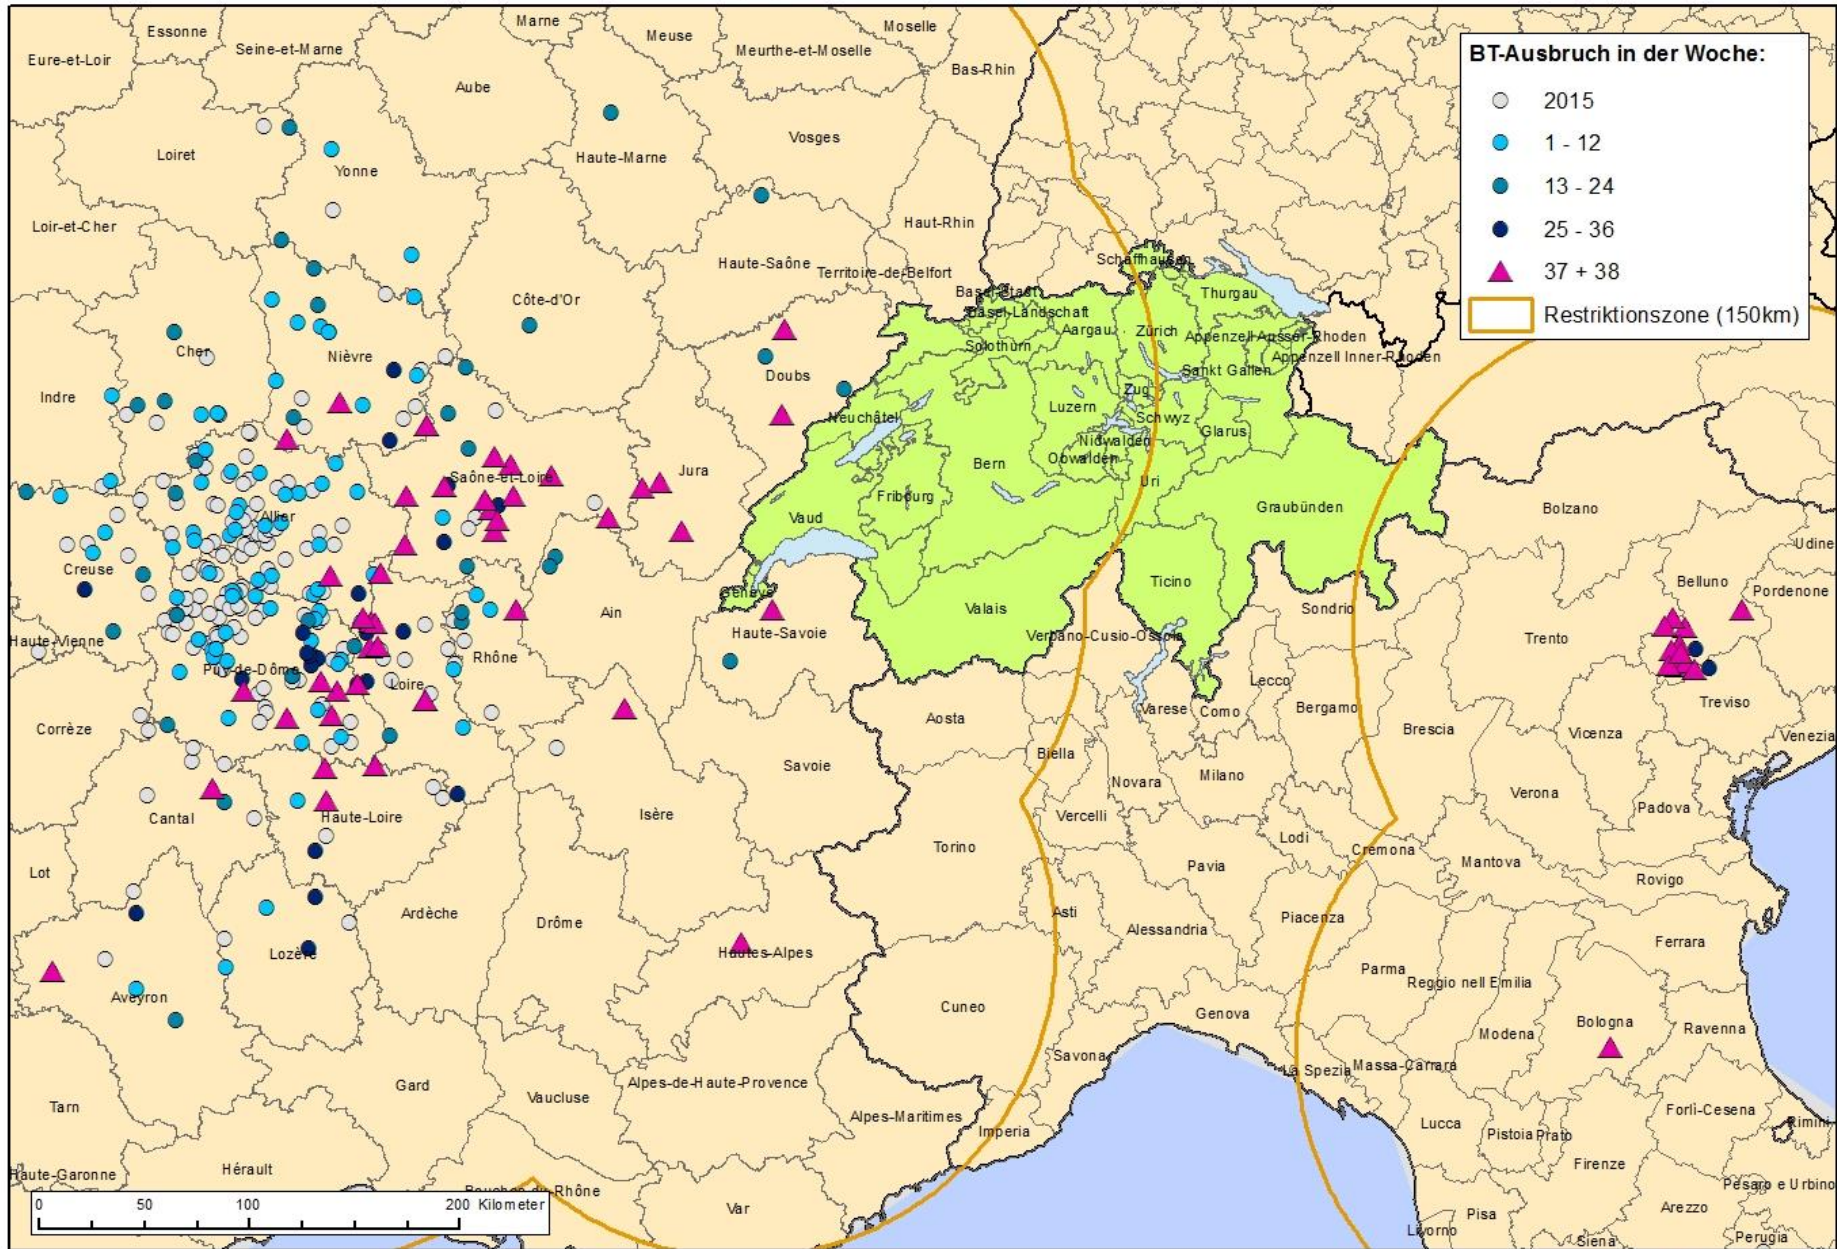 BT-Ausbruch in der Woche:
2015
1 - 12
13 - 24
25 - 36
37 + 38
Restriktionszone (150km)
Essonne
Marne
Moselle
Eure-et-Loir
Seine-et-Marne
Meuse
Meurthe-et-Moselle
Bas-Rhin
Aube
Loiret
Yonne
Haute-Marne
Vosges
Loir-et-Cher
Haut-Rhin
Haute-Saône
Territoire-de-Belfort
Schaffhausen
Côte-d'Or
Basel-Stadt
Thurgau
Basel-Landschaft
Aargau
Zürich
Appenzell Ausser-Rhoden
Cher
Nièvre
Solothurn
Appenzell Inner-Rhoden
Doubs
Sankt Gallen
Indre
Zug
Neuchâtel
Luzern
Schwyz
Glarus
Nidwalden
Obwalden
Jura
Saône-et-Loire
Bern
Uri
Fribourg
Graubünden
Bolzano
Allier
Vaud
Udine
Creuse
Ticino
Belluno
Pordenone
Genève
Ain
Valais
Sondrio
Haute-Vienne
Haute-Savoie
Verbano-Cusio-Ossola
Trento
Rhône
Puy-de-Dôme
Loire
Lecco
Corrèze
Aosta
Varese
Como
Bergamo
Brescia
Treviso
Vicenza
Venezia
Biella
Savoie
Novara
Milano
Verona
Padova
Cantal
Haute-Loire
Isère
Vercelli
Lodi
Torino
Cremona
Pavia
Mantova
Lot
Rovigo
Ardèche
Drôme
Asti
Piacenza
Alessandria
Lozère
Hautes-Alpes
Ferrara
Parma
Reggio nell Emilia
Aveyron
Cuneo
Genova
Bologna
Modena
Ravenna
Savona
La Spezia
Massa-Carrara
Gard
Alpes-de-Haute-Provence
Vaucluse
Tarn
Alpes-Maritimes
Imperia
Lucca
Pistoia
Prato
Forlì-Cesena
Rimini
Haute-Garonne
Hérault
Bouches-du-Rhône
Firenze
Pesaro e Urbino
Var
Pisa
Arezzo
Livorno
Siena
Perugia
0 50 100 200 Kilometer